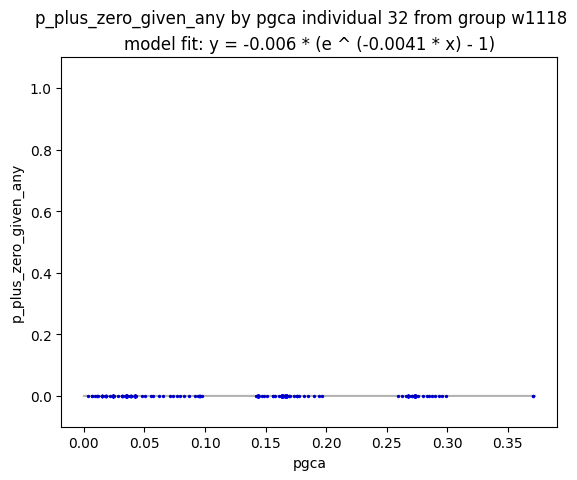 p_plus_zero_given_any by pgca individual 32 from group w1118
model fit: y = -0.006 * (e ^ (-0.0041 * x) - 1)
1.0
0.8
0.6
0.4
0.2
0.0
p_plus_zero_given_any
0.00 0.05 0.10 0.15 0.20 0.25 0.30 0.35
pgca